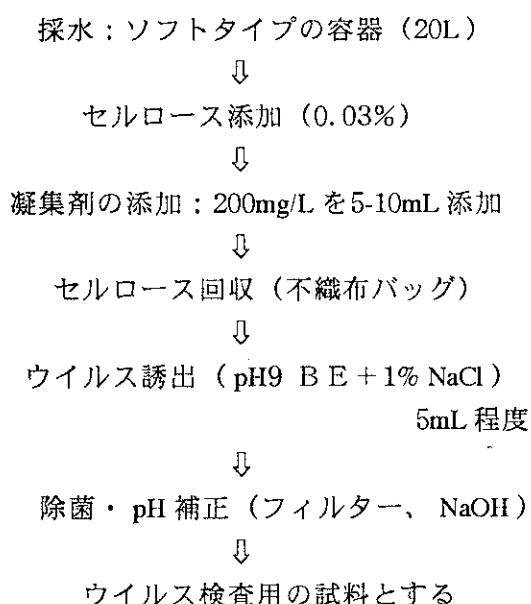 採水：ソフトタイプの容器（20L）
⇩
セルロース添加（0.03%）
⇩
凝集剤の添加：200mg/L を5-10mL 添加
⇩
セルロース回収（不織布バッグ）
⇩
ウイルス誘出（pH9 ＢＥ＋1% NaCl）
5mL 程度
⇩
除菌・pH 補正（フィルター、 NaOH）
⇩
ウイルス検査用の試料とする